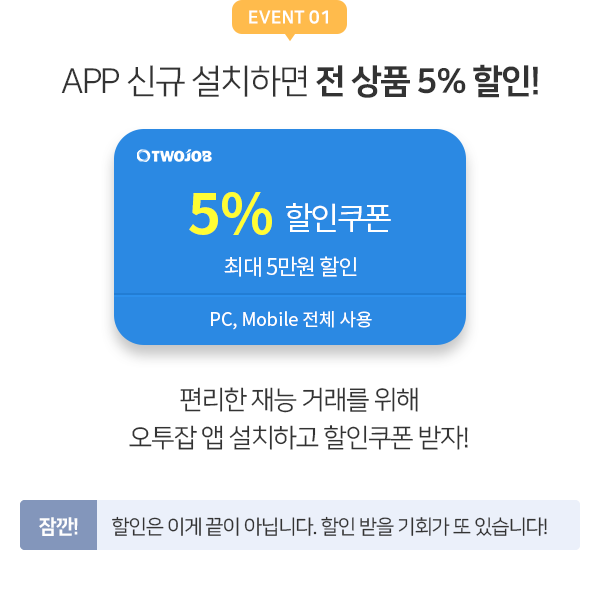 EVENT 01
APP 신규 설치하면 전 상품 5% 할인!
OTWOJOB
5% 할인쿠폰
최대 5만원 할인
PC, Mobile 전체 사용
편리한 재능 거래를 위해
오투잡 앱 설치하고 할인쿠폰 받자!
잠깐! 할인은 이게 끝이 아닙니다. 할인 받을 기회가 또 있습니다!